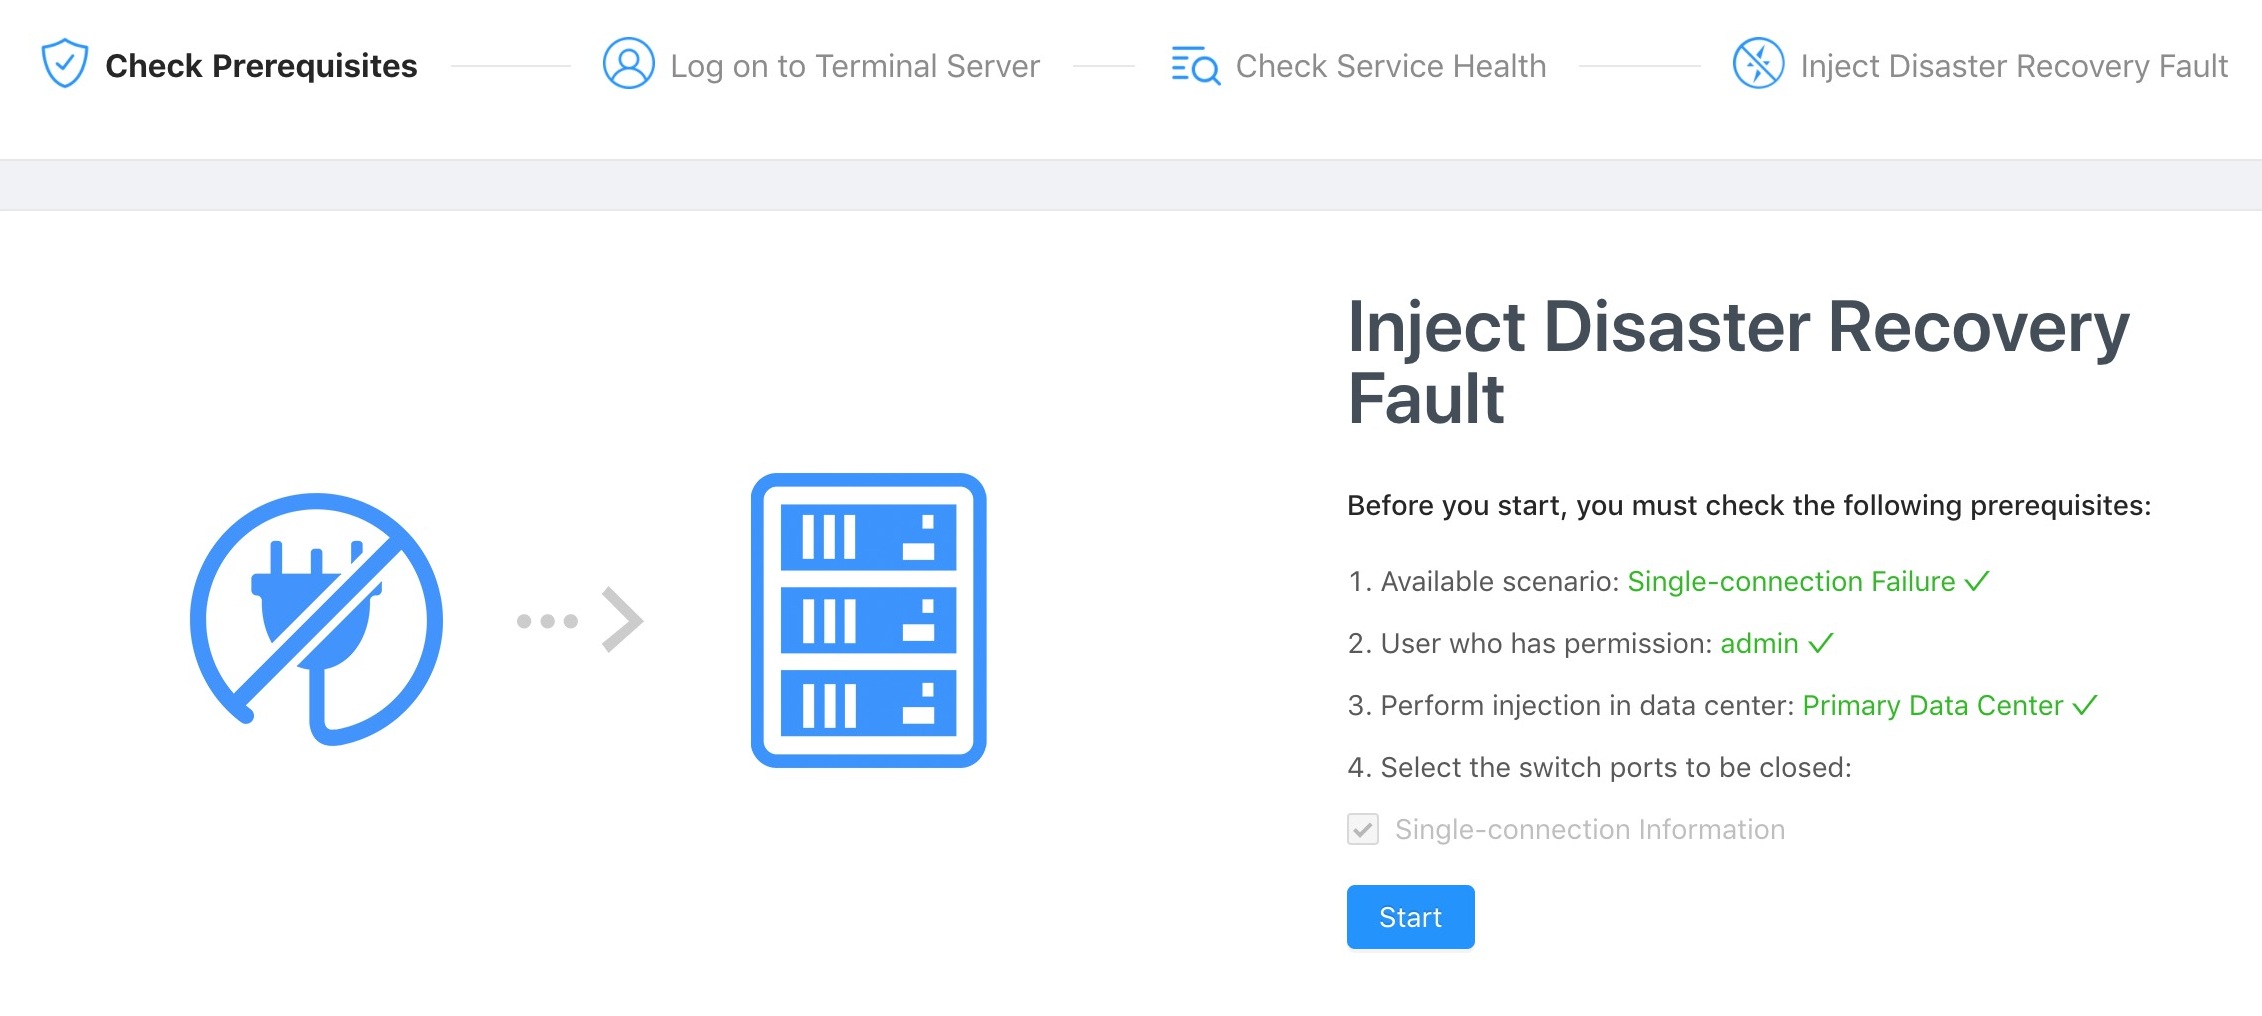 Check Prerequisites
Log on to Terminal Server
Check Service Health
Inject Disaster Recovery Fault
Inject Disaster Recovery
Fault
Before you start, you must check the following prerequisites:
1. Available scenario: Single-connection Failure ✓
2. User who has permission: admin ✓
3. Perform injection in data center: Primary Data Center ✓
4. Select the switch ports to be closed:
Single-connection Information
Start